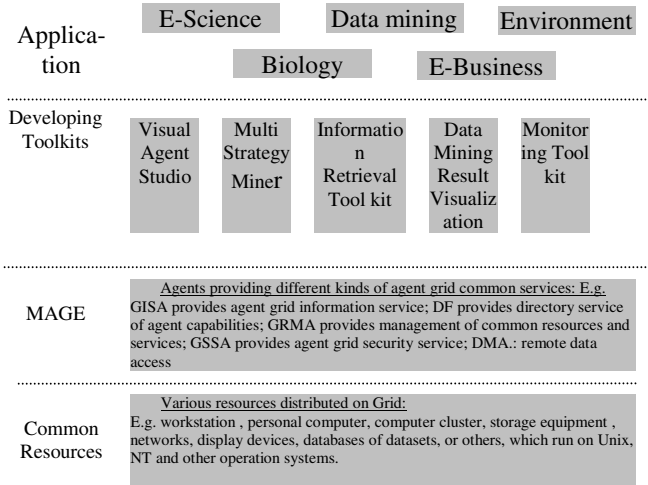 E-Science Data mining Environment
Applica-
tion
Biology E-Business
Developing
Toolkits
Visual
Agent
Studio
Multi
Strategy
Miner
Informatio
n
Retrieval
Tool kit
Data
Mining
Result
Visualiz
ation
Monitor
ing Tool
kit
MAGE
Agents providing different kinds of agent grid common services: E.g.
GISA provides agent grid information service; DF provides directory service
of agent capabilities; GRMA provides management of common resources and
services; GSSA provides agent grid security service; DMA.: remote data
access
Common
Resources
Various resources distributed on Grid:
E.g. workstation , personal computer, computer cluster, storage equipment ,
networks, display devices, databases of datasets, or others, which run on Unix,
NT and other operation systems.